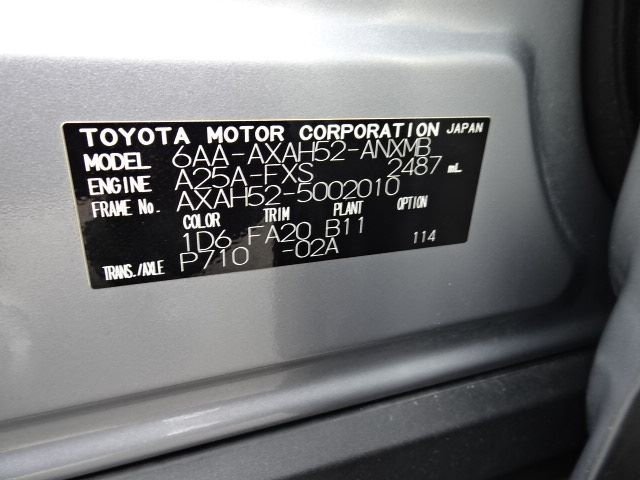 TOYOTA MOTOR CORPORATION JAPAN
MODEL 6AA-AXAH52-ANXMB
ENGINE A25A-FXS 2487 mL
FRAME No. AXAH52-5002010
COLOR TRIM PLANT OPTION
1D6 FA20 B11
TRANS./AXLE P710 -02A 114